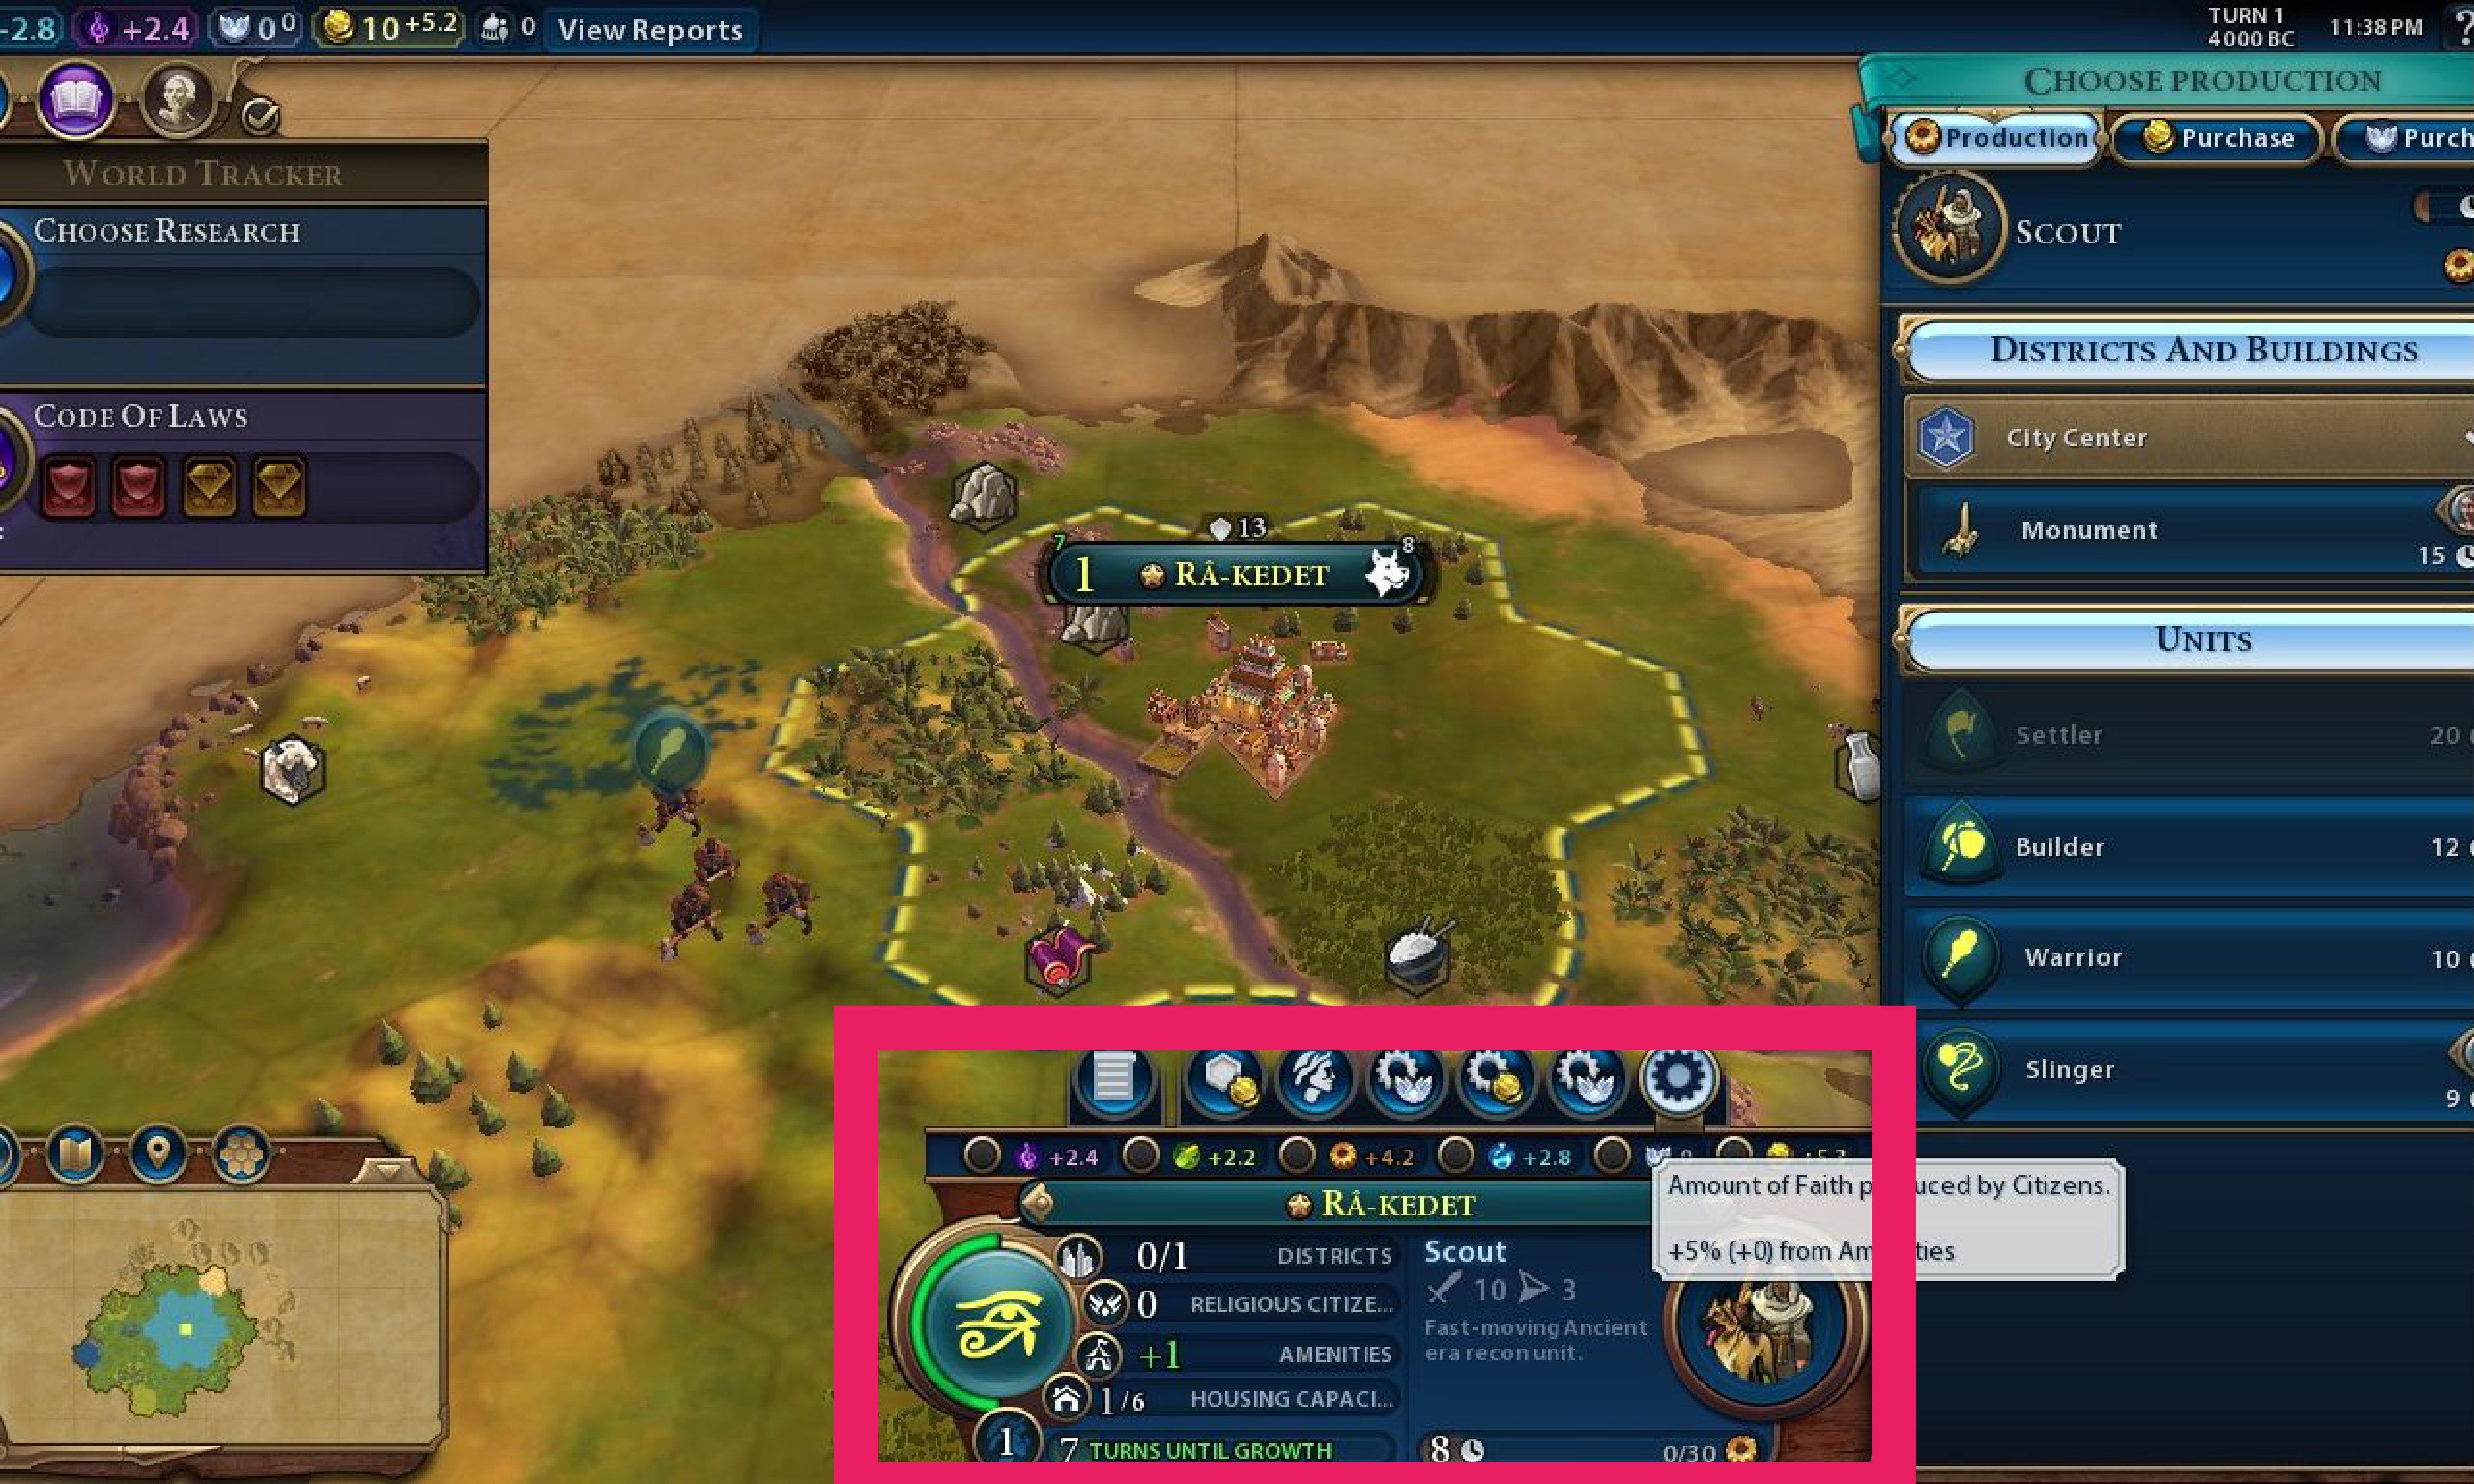 -2.8 +2.4 0 0 10 +5.2 0 View Reports
TURN 1
4000 BC
11:38 PM
?
WORLD TRACKER
CHOOSE RESEARCH
CODE OF LAWS
13
7 1 RÂ-KEDET 8
CHOOSE PRODUCTION
Production Purchase Purch
SCOUT
DISTRICTS AND BUILDINGS
City Center
Monument
15
UNITS
Settler 20
Builder 12
Warrior 10
Slinger
9
+2.4 +2.2 +4.2 +2.8 0
RÂ-KEDET
Amount of Faith p uced by Citizens.
+5% (+0) from Am ties
0/1 DISTRICTS
0 RELIGIOUS CITIZE...
+1 AMENITIES
1/6 HOUSING CAPACI...
1 7 TURNS UNTIL GROWTH
Scout
10 3
Fast-moving Ancient
era recon unit.
8 0/30